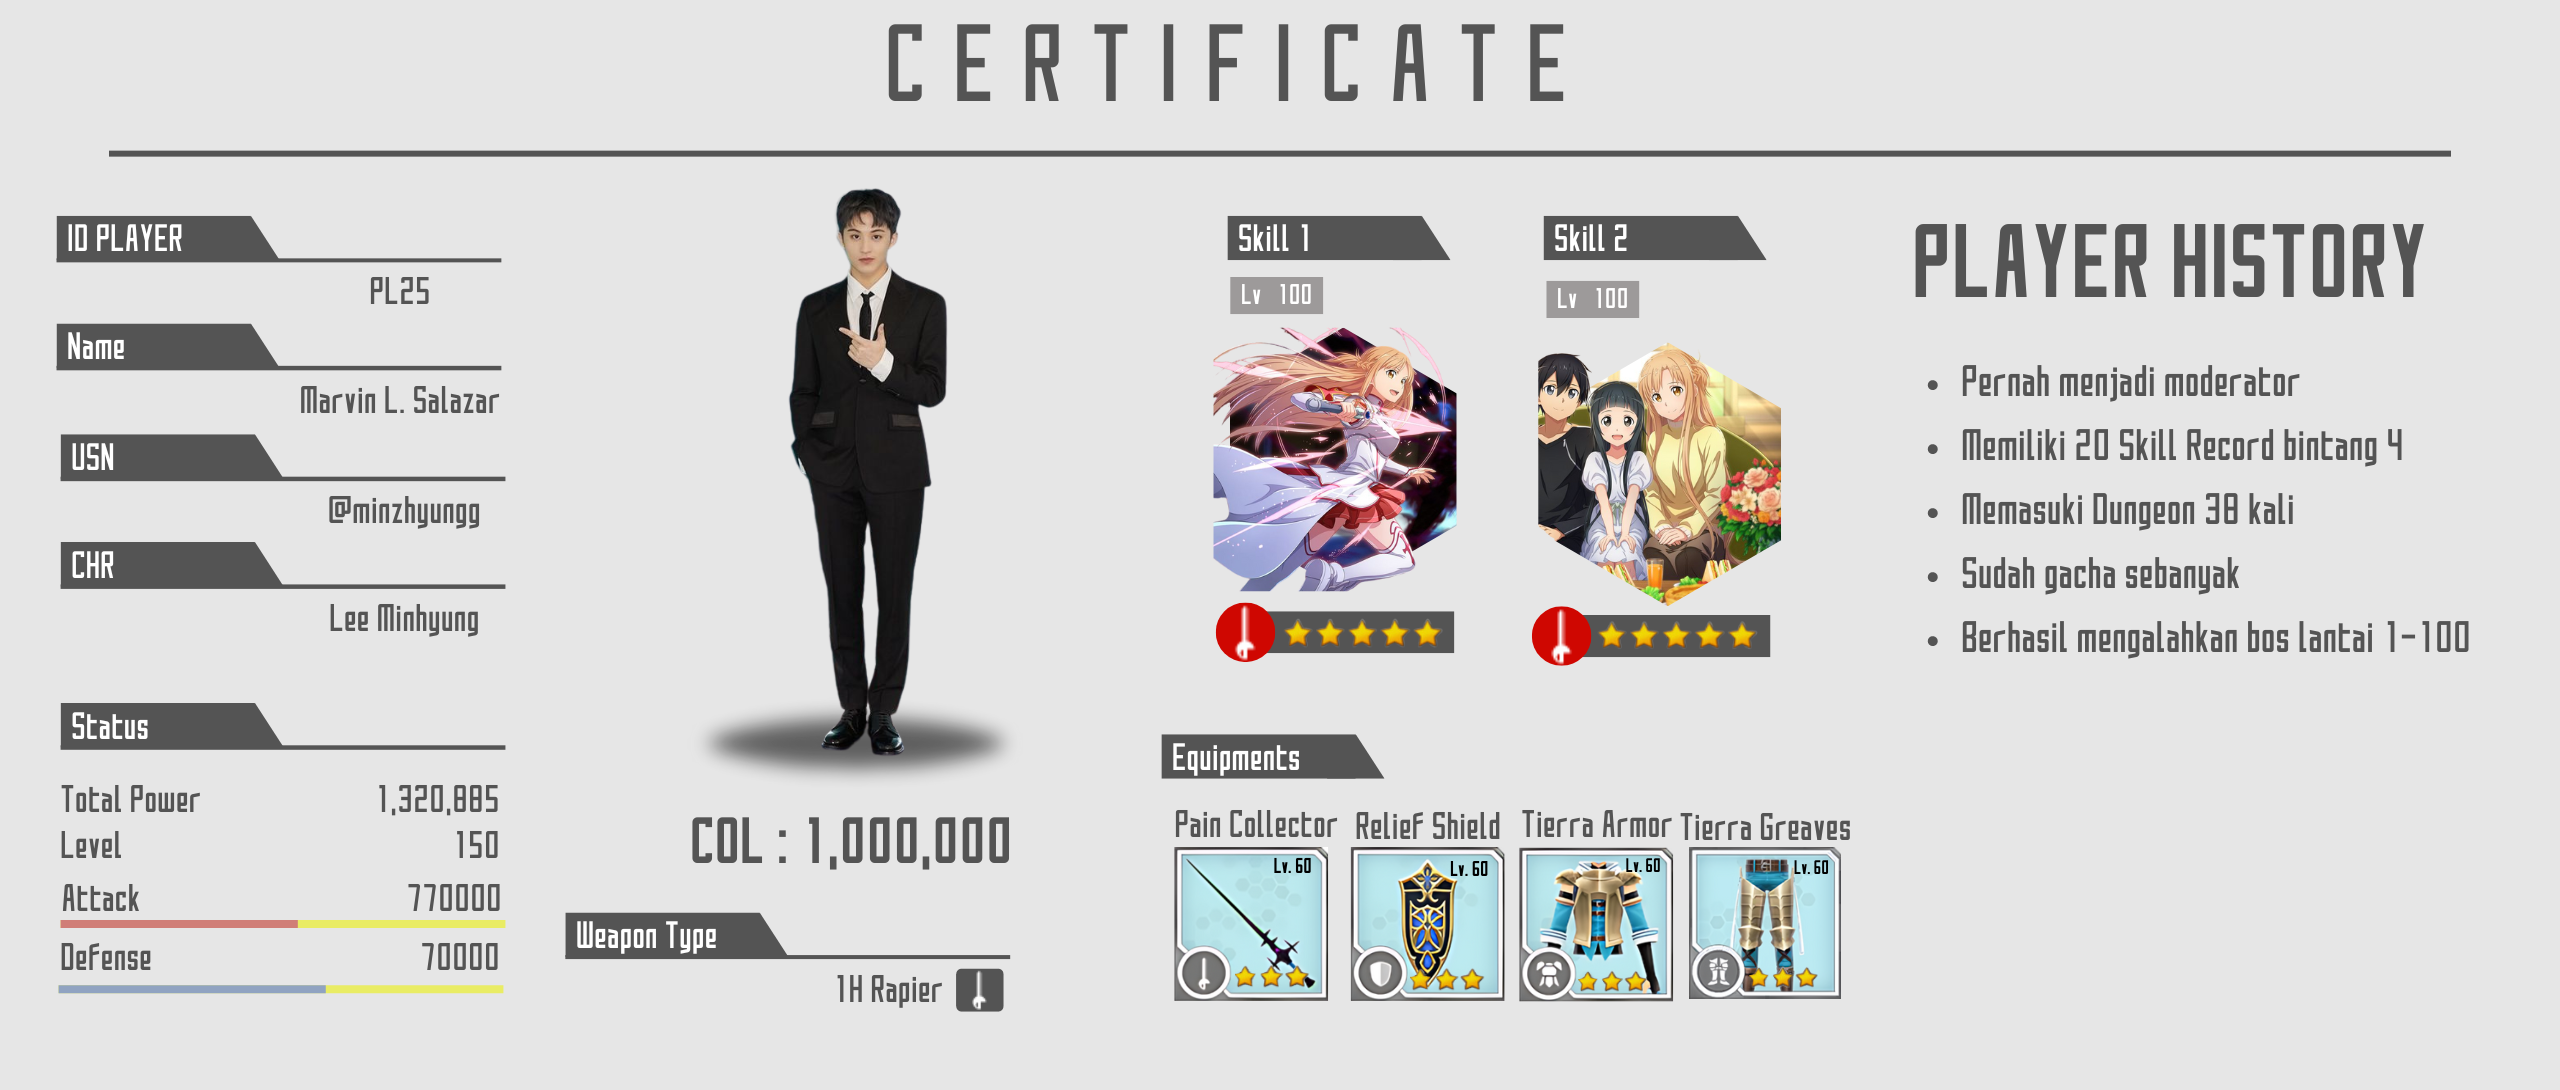 CERTIFICATE
ID PLAYER
PL25
Name
Marvin L. Salazar
USN
@minzhyungg
CHR
Lee Minhyung
Status
Total Power 1,320,885
Level 150
Attack 770000
Defense 70000
COL : 1,000,000
Weapon Type
1H Rapier
Skill 1
Lv 100
Skill 2
Lv 100
Equipments
Pain Collector
Lv. 60
Relief Shield
Lv. 60
Tierra Armor
Lv. 60
Tierra Greaves
Lv. 60
PLAYER HISTORY
• Pernah menjadi moderator
• Memiliki 20 Skill Record bintang 4
• Memasuki Dungeon 38 kali
• Sudah gacha sebanyak
• Berhasil mengalahkan bos lantai 1-100